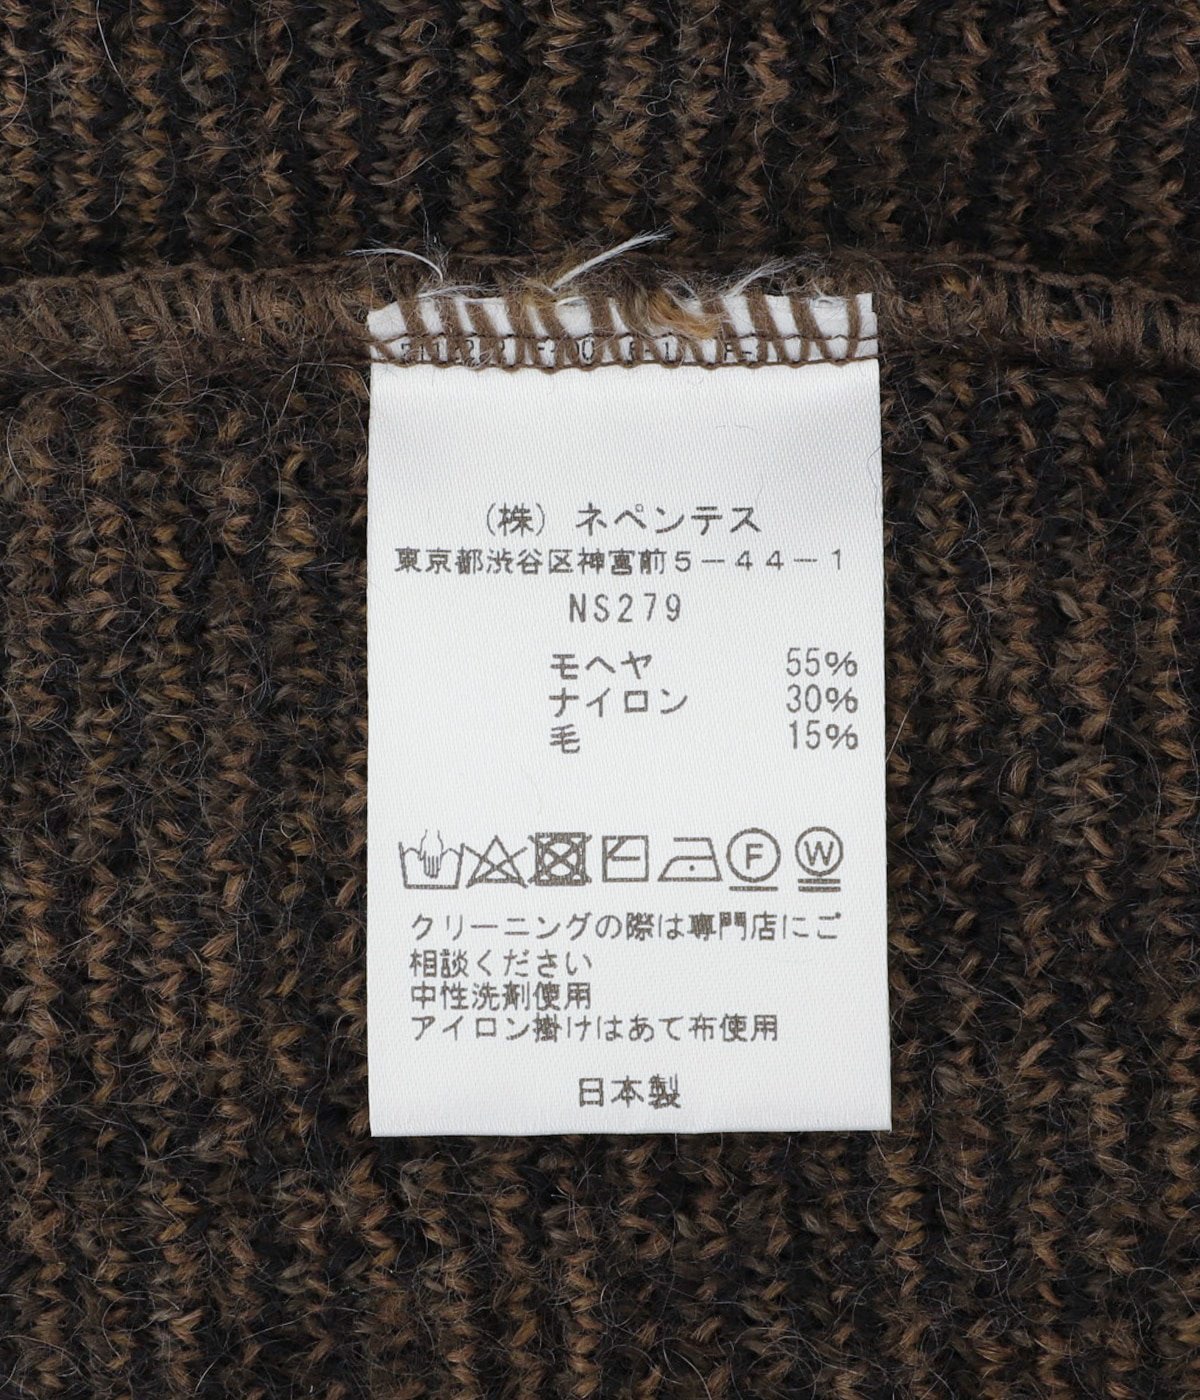 (株) ネペンテス
東京都渋谷区神宮前5-44-1
NS279
モヘヤ 55%
ナイロン 30%
毛 15%
F W
クリーニングの際は専門店にご
相談ください
中性洗剤使用
アイロン掛けはあて布使用
日本製